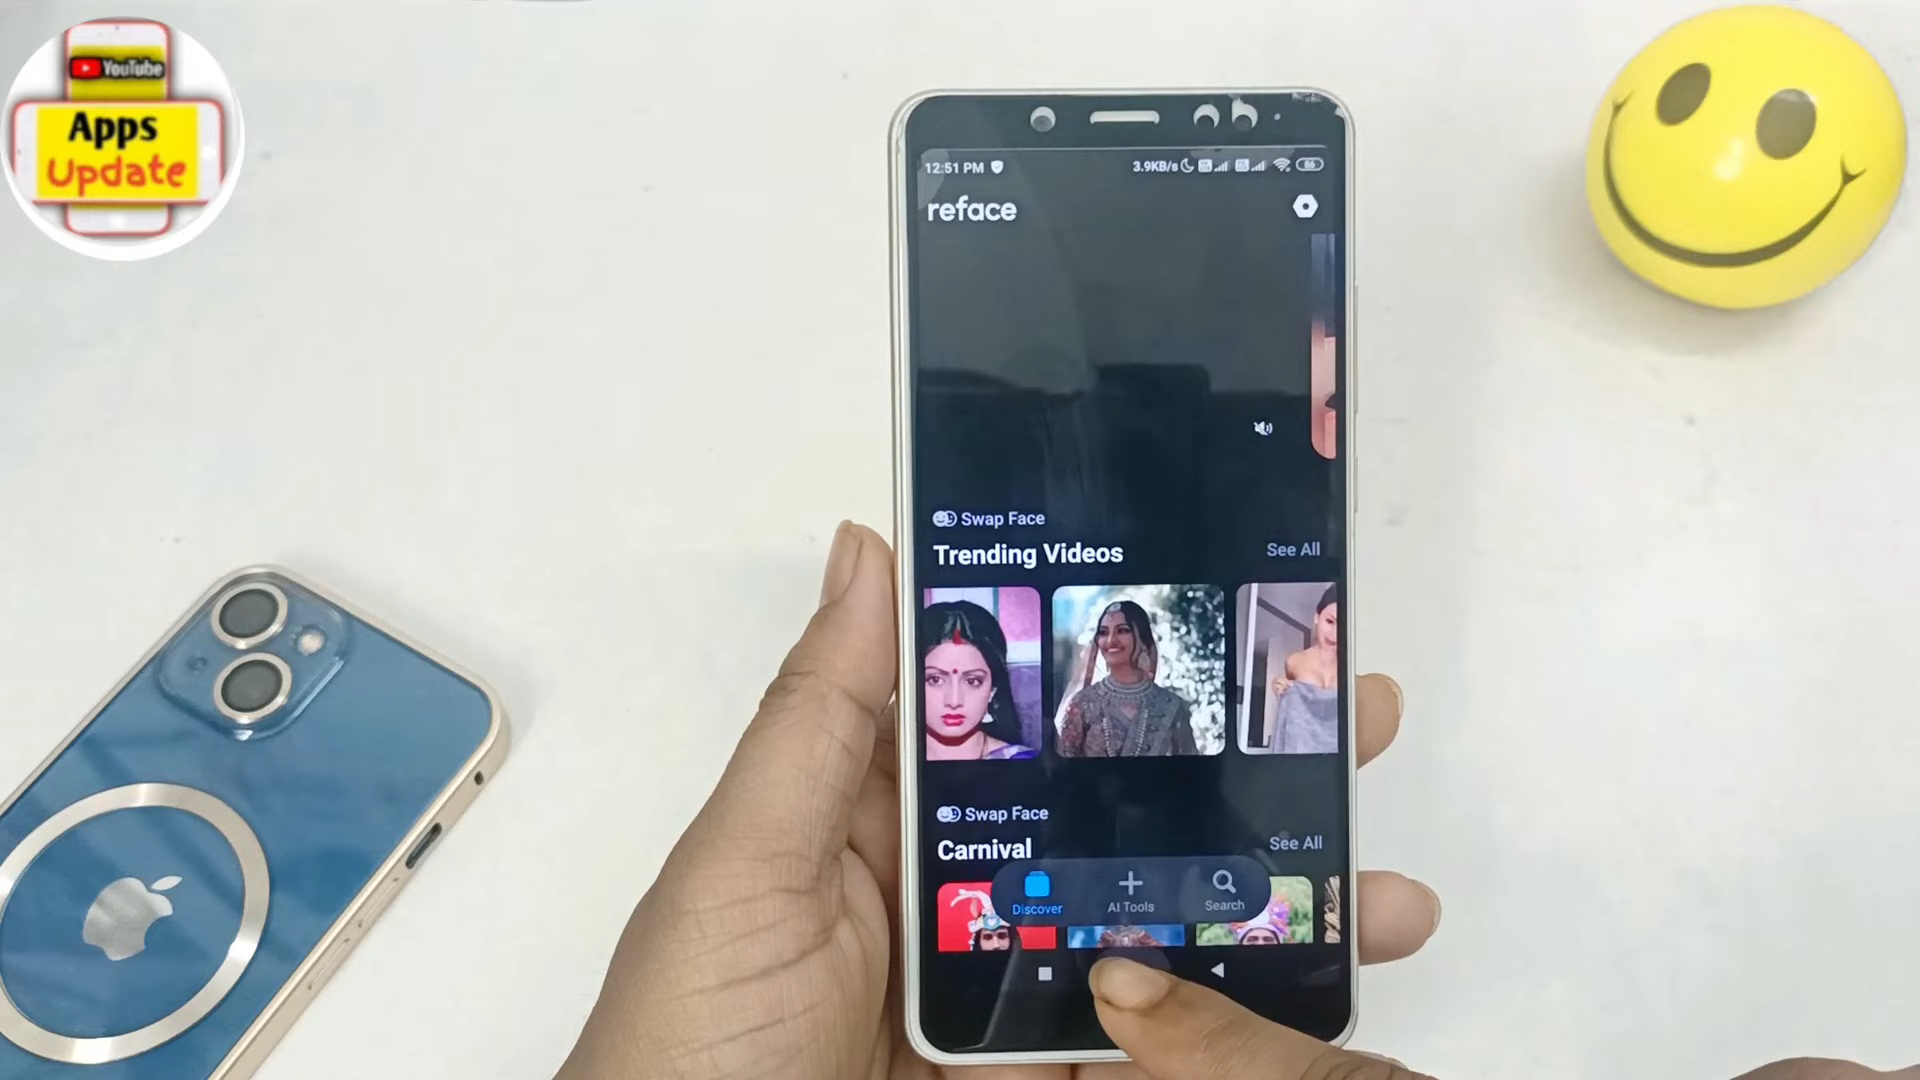 YouTube
Apps
Update
12:51 PM
3.9KB/s
86
reface
Swap Face
Trending Videos
See All
Swap Face
Carnival
See All
Discover
AI Tools
Search